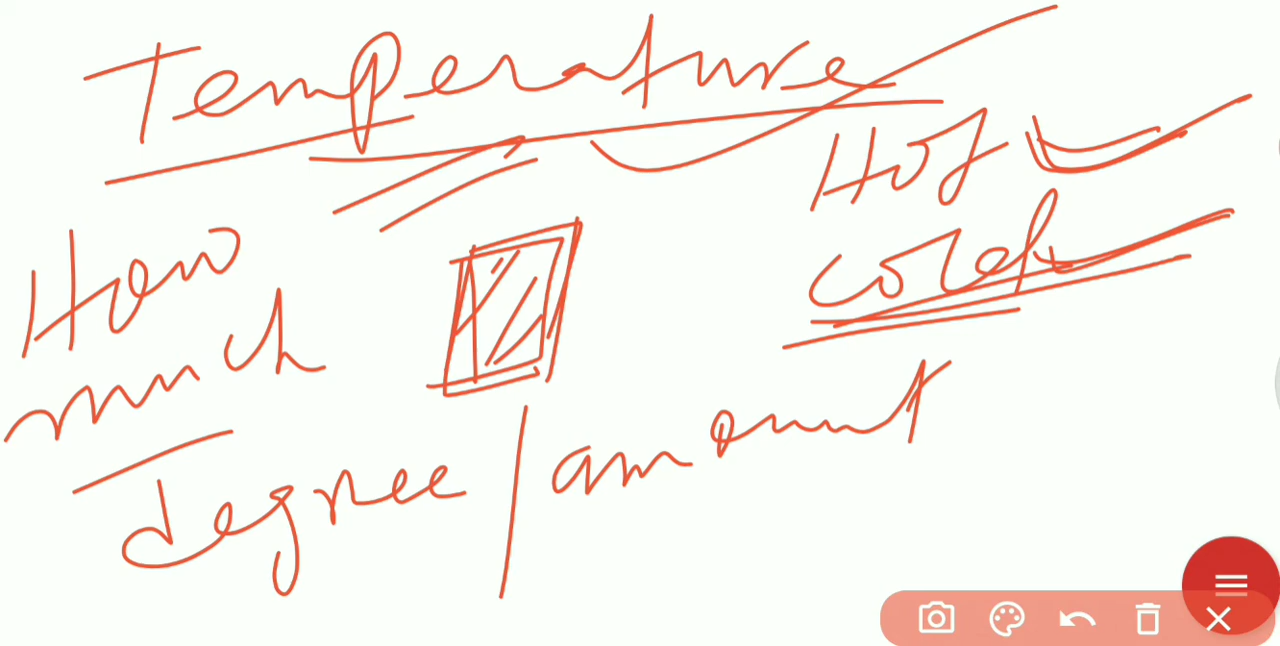 Temperature
Hot
cold
How
much
degree / amount